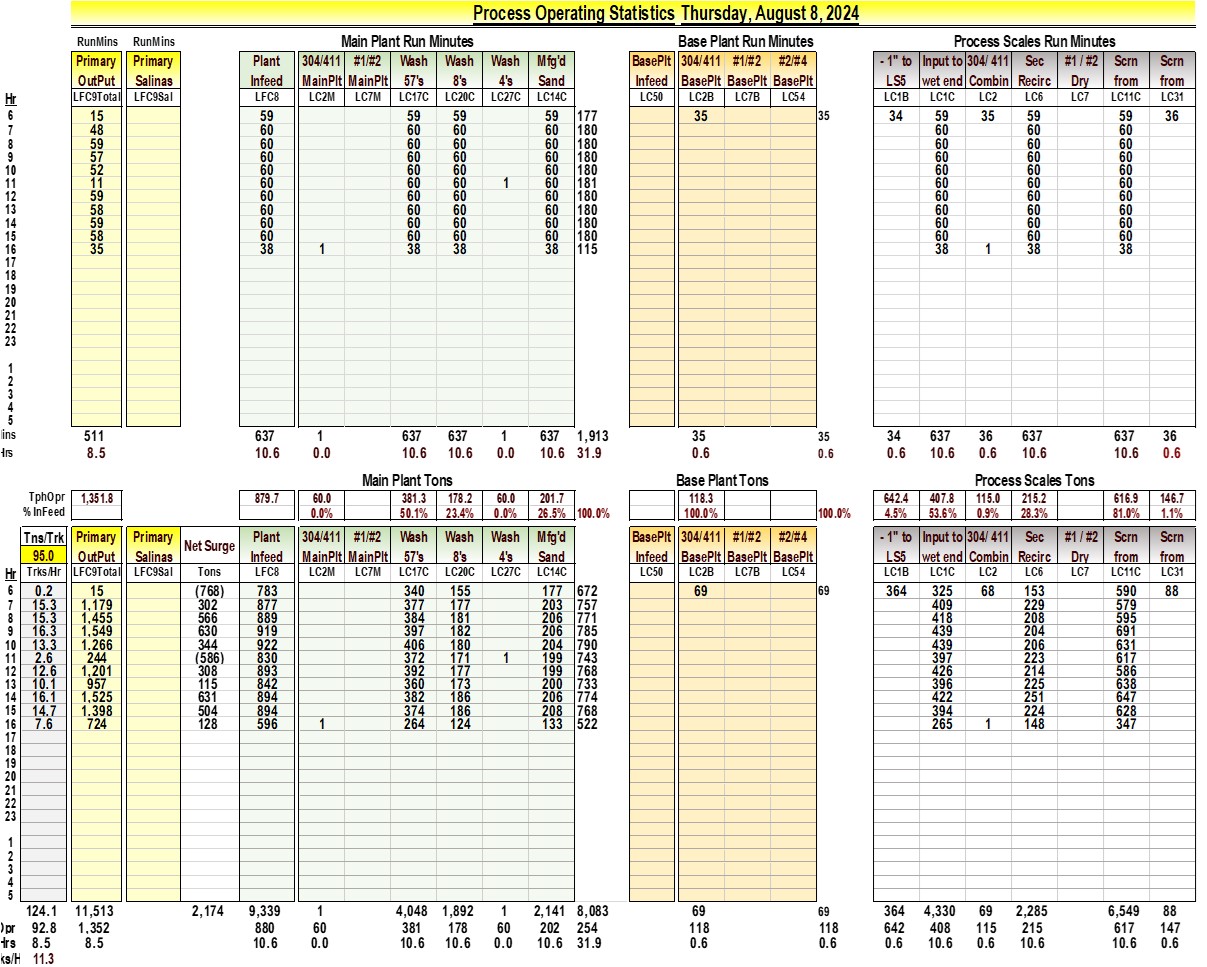 Process Operating Statistics Thursday, August 8, 2024
RunMins RunMins Main Plant Run Minutes Base Plant Run Minutes Process Scales Run Minutes
Primary Primary Plant 304/411 #1/#2 Wash Wash Wash Mfg'd BasePlt 304/411 #1/#2 #2/#4 - 1" to Input to 304/ 411 Sec #1 / #2 Scrn Scrn
OutPut Salinas Infeed MainPlt MainPlt 57's 8's 4's Sand Infeed BasePlt BasePlt BasePlt LS5 wet end Combin Recirc Dry from from
Hr LFC9Total LFC9Sal LFC8 LC2M LC7M LC17C LC20C LC27C LC14C LC50 LC2B LC7B LC54 LC1B LC1C LC2 LC6 LC7 LC11C LC31
6 15 59 59 59 59 177 35 35 34 59 35 59 59 36
7 48 60 60 60 60 180 60 60 60
8 59 60 60 60 60 180 60 60 60
9 57 60 60 60 60 180 60 60 60
10 52 60 60 60 60 180 60 60 60
11 11 60 60 60 1 60 181 60 60 60
12 59 60 60 60 60 180 60 60 60
13 58 60 60 60 60 180 60 60 60
14 59 60 60 60 60 180 60 60 60
15 58 60 60 60 60 180 60 60 60
16 35 38 1 38 38 38 115 38 1 38 38
17
18
19
20
21
22
23
1
2
3
4
5
ins 511 637 1 637 637 1 637 1,913 35 35 34 637 36 637 637 36
Hrs 8.5 10.6 0.0 10.6 10.6 0.0 10.6 31.9 0.6 0.6 0.6 10.6 0.6 10.6 10.6 0.6
Main Plant Tons Base Plant Tons Process Scales Tons
TphOpr 1,351.8 879.7 60.0 381.3 178.2 60.0 201.7 118.3 642.4 407.8 115.0 215.2 616.9 146.7
% InFeed 0.0% 50.1% 23.4% 0.0% 26.5% 100.0% 100.0% 100.0% 4.5% 53.6% 0.9% 28.3% 81.0% 1.1%
Tns/Trk Primary Primary Net Surge Plant 304/411 #1/#2 Wash Wash Wash Mfg'd BasePlt 304/411 #1/#2 #2/#4 - 1" to Input to 304/ 411 Sec #1 / #2 Scrn Scrn
95.0 OutPut Salinas Infeed MainPlt MainPlt 57's 8's 4's Sand Infeed BasePlt BasePlt BasePlt LS5 wet end Combin Recirc Dry from from
Hr Trks/Hr LFC9Total LFC9Sal Tons LFC8 LC2M LC7M LC17C LC20C LC27C LC14C LC50 LC2B LC7B LC54 LC1B LC1C LC2 LC6 LC7 LC11C LC31
6 0.2 15 (768) 783 340 155 177 672 69 69 364 325 68 153 590 88
7 15.3 1,179 302 877 377 177 203 757 409 229 579
8 15.3 1,455 566 889 384 181 206 771 418 208 595
9 16.3 1,549 630 919 397 182 206 785 439 204 691
10 13.3 1,266 344 922 406 180 204 790 439 206 631
11 2.6 244 (586) 830 372 171 1 199 743 397 223 617
12 12.6 1,201 308 893 392 177 199 768 426 214 586
13 10.1 957 115 842 360 173 200 733 396 225 638
14 16.1 1,525 631 894 382 186 206 774 422 251 647
15 14.7 1,398 504 894 374 186 208 768 394 224 628
16 7.6 724 128 596 1 264 124 133 522 265 1 148 347
17
18
19
20
21
22
23
1
2
3
4
5
124.1 11,513 2,174 9,339 1 4,048 1,892 1 2,141 8,083 69 69 364 4,330 69 2,285 6,549 88
Opr 92.8 1,352 880 60 381 178 60 202 254 118 118 642 408 115 215 617 147
Hrs 8.5 8.5 10.6 0.0 10.6 10.6 0.0 10.6 31.9 0.6 0.6 0.6 10.6 0.6 10.6 10.6 0.6
ks/H 11.3